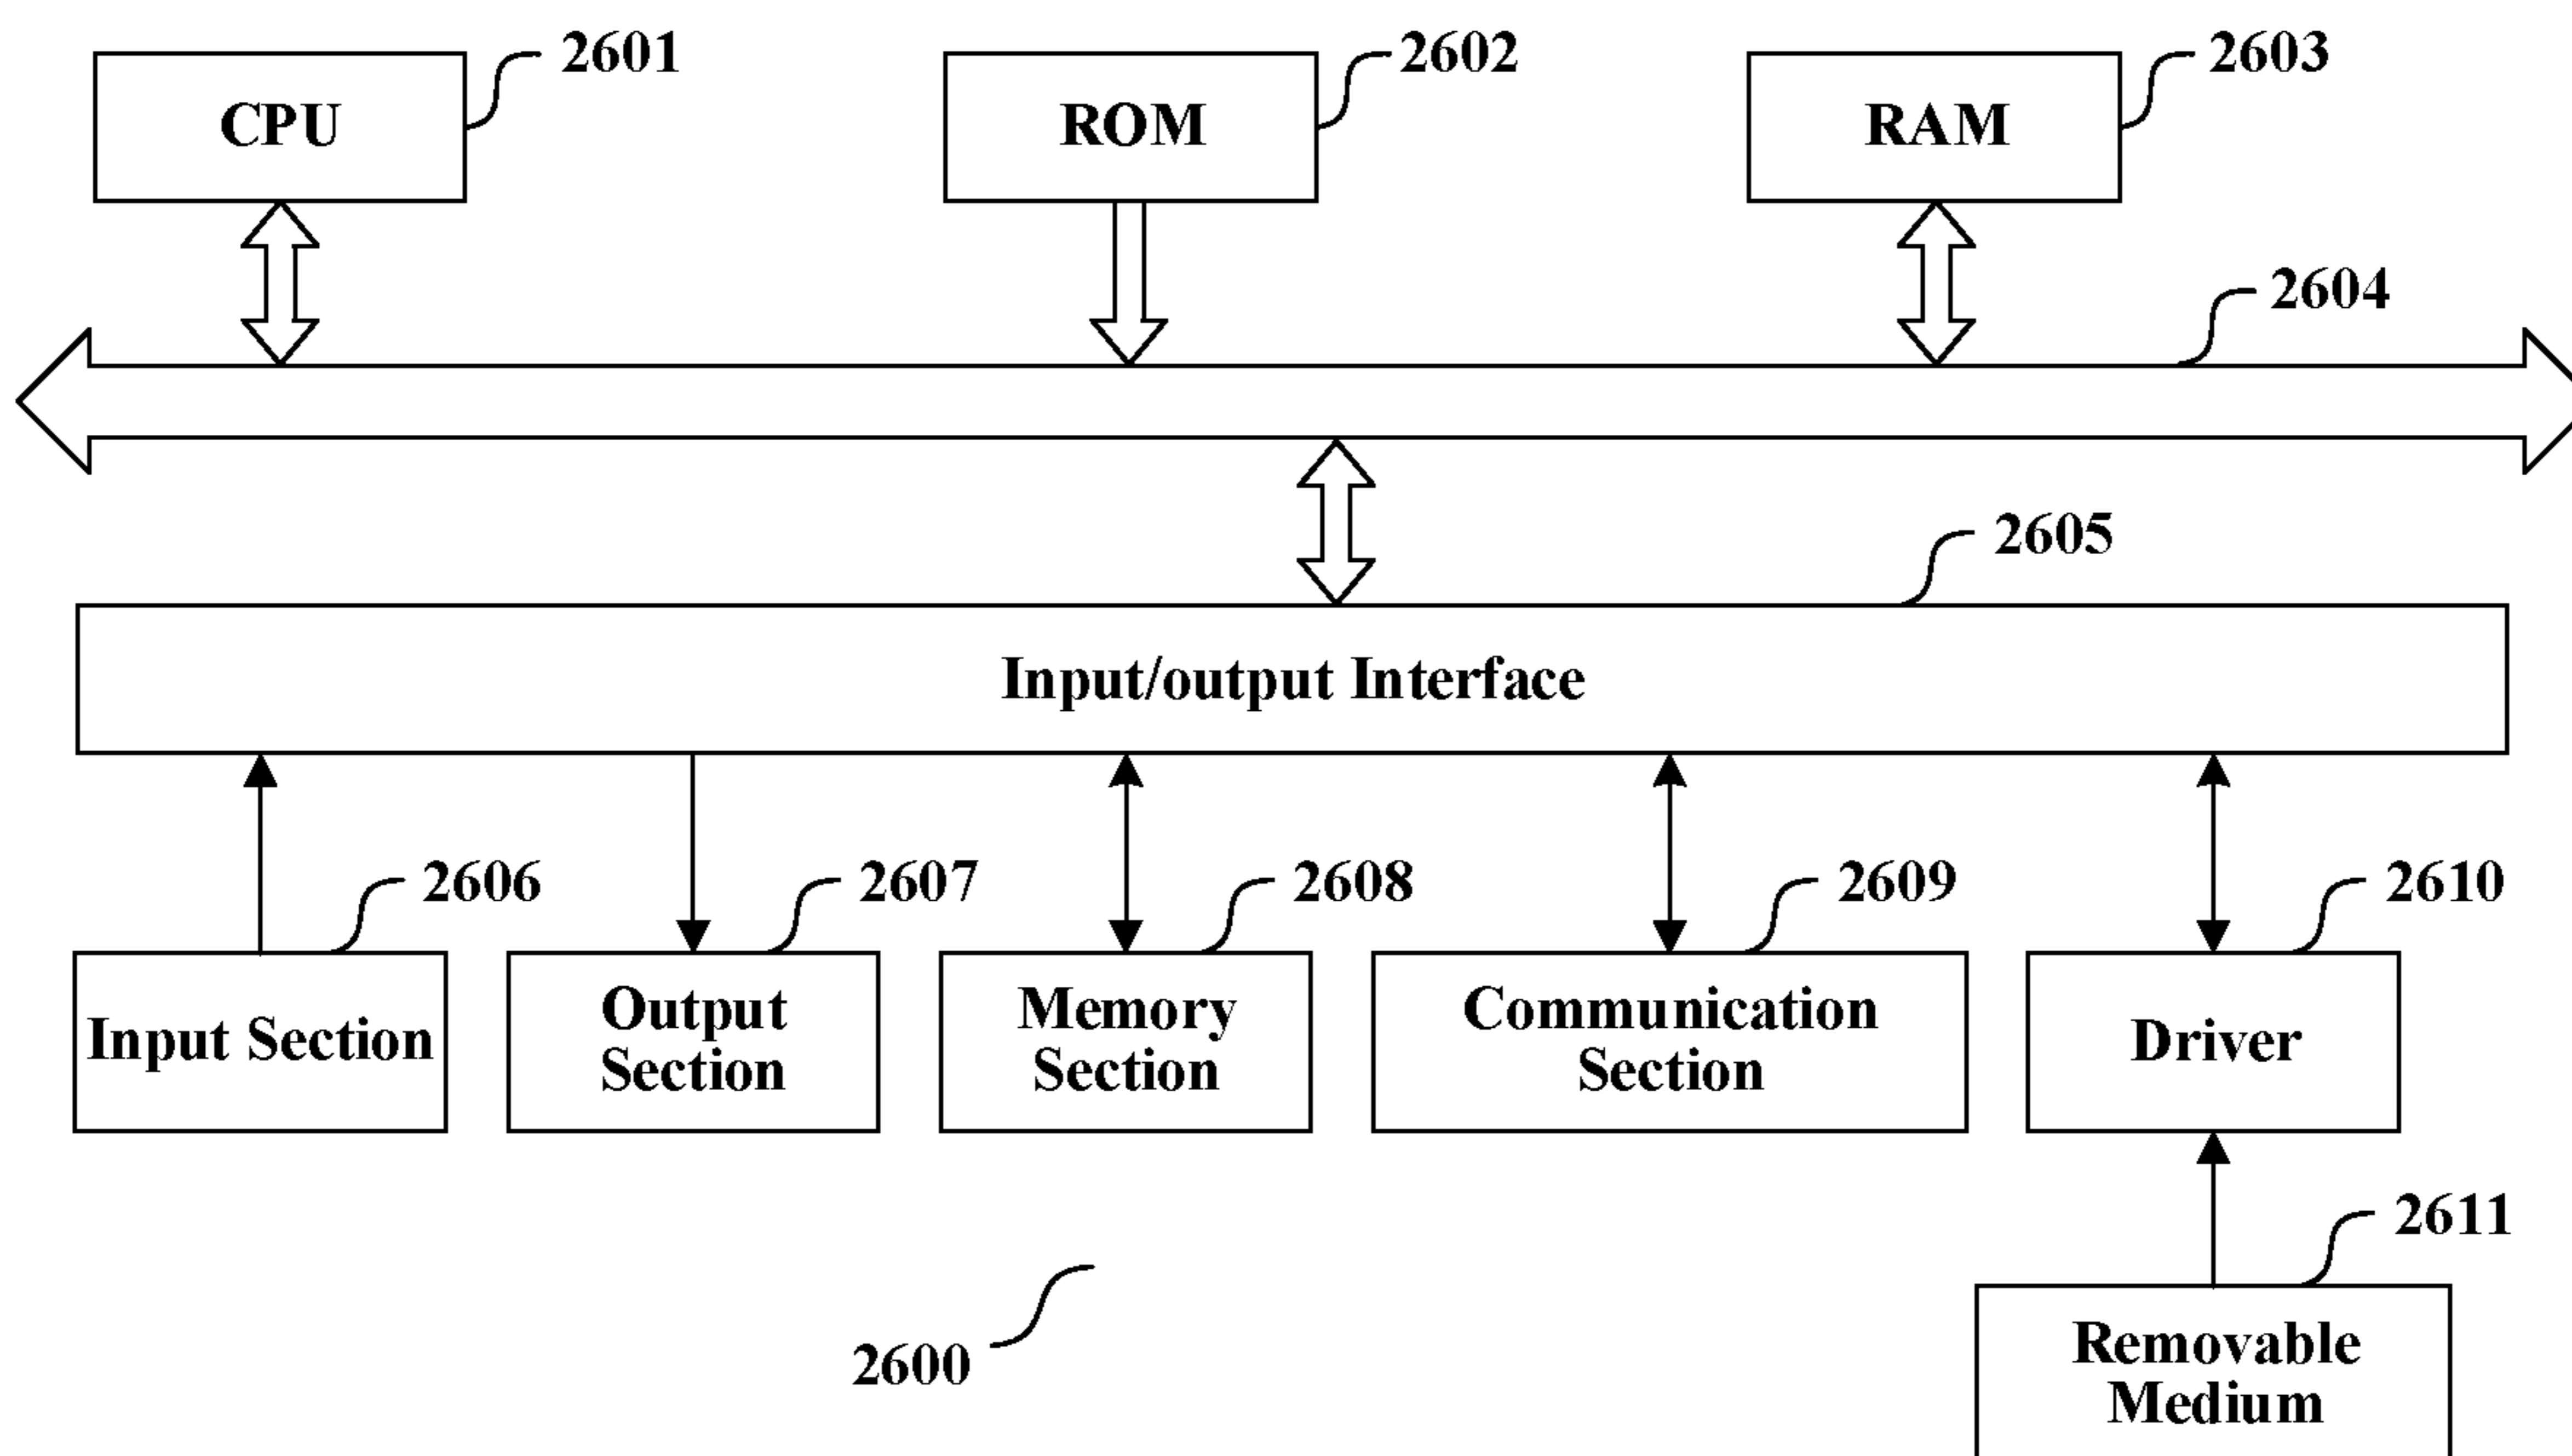 CPU
2601
ROM
2602
RAM
2603
2604
2605
Input/output Interface
2606
2607
2608
2609
2610
Input Section
Output
Section
Memory
Section
Communication
Section
Driver
2611
2600
Removable
Medium